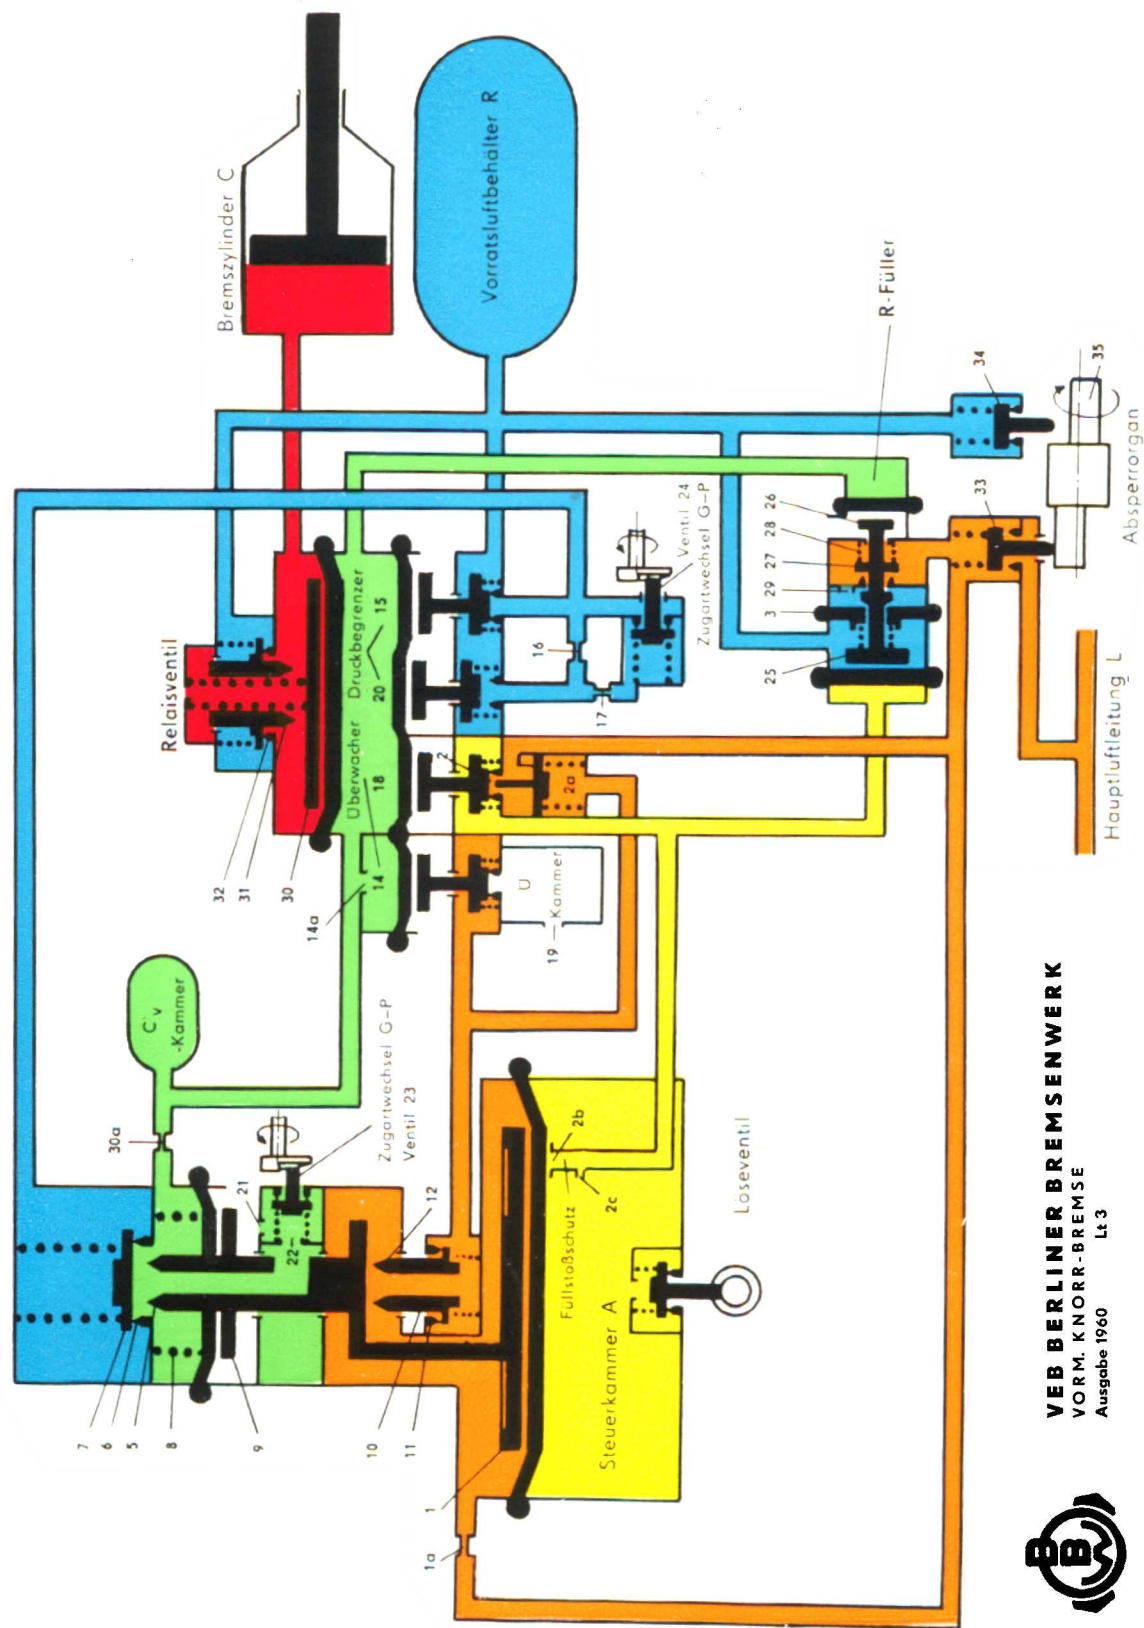 Bremszylinder C
Vorratsluftbehälter R
Relaisventil
32
31
30
Überwacher
Druckbegrenzer
18
20
15
14
14a
C'v
-Kammer
30a
Zugartwechsel G-P
Ventil 23
21
22
7
6
5
8
9
10
11
12
1
1a
Steuerkammer A
Füllstoßschutz
2b
2c
Löseventil
2
2a
Ü
19
Kammer
16
17
Ventil 24
Zugartwechsel G-P
R-Füller
26
28
27
29
3
25
34
33
35
Absperrorgan
Hauptluftleitung L
VEB BERLINER BREMSENWERK
VORM. KNORR-BREMSE
Ausgabe 1960 Lt 3
BBW